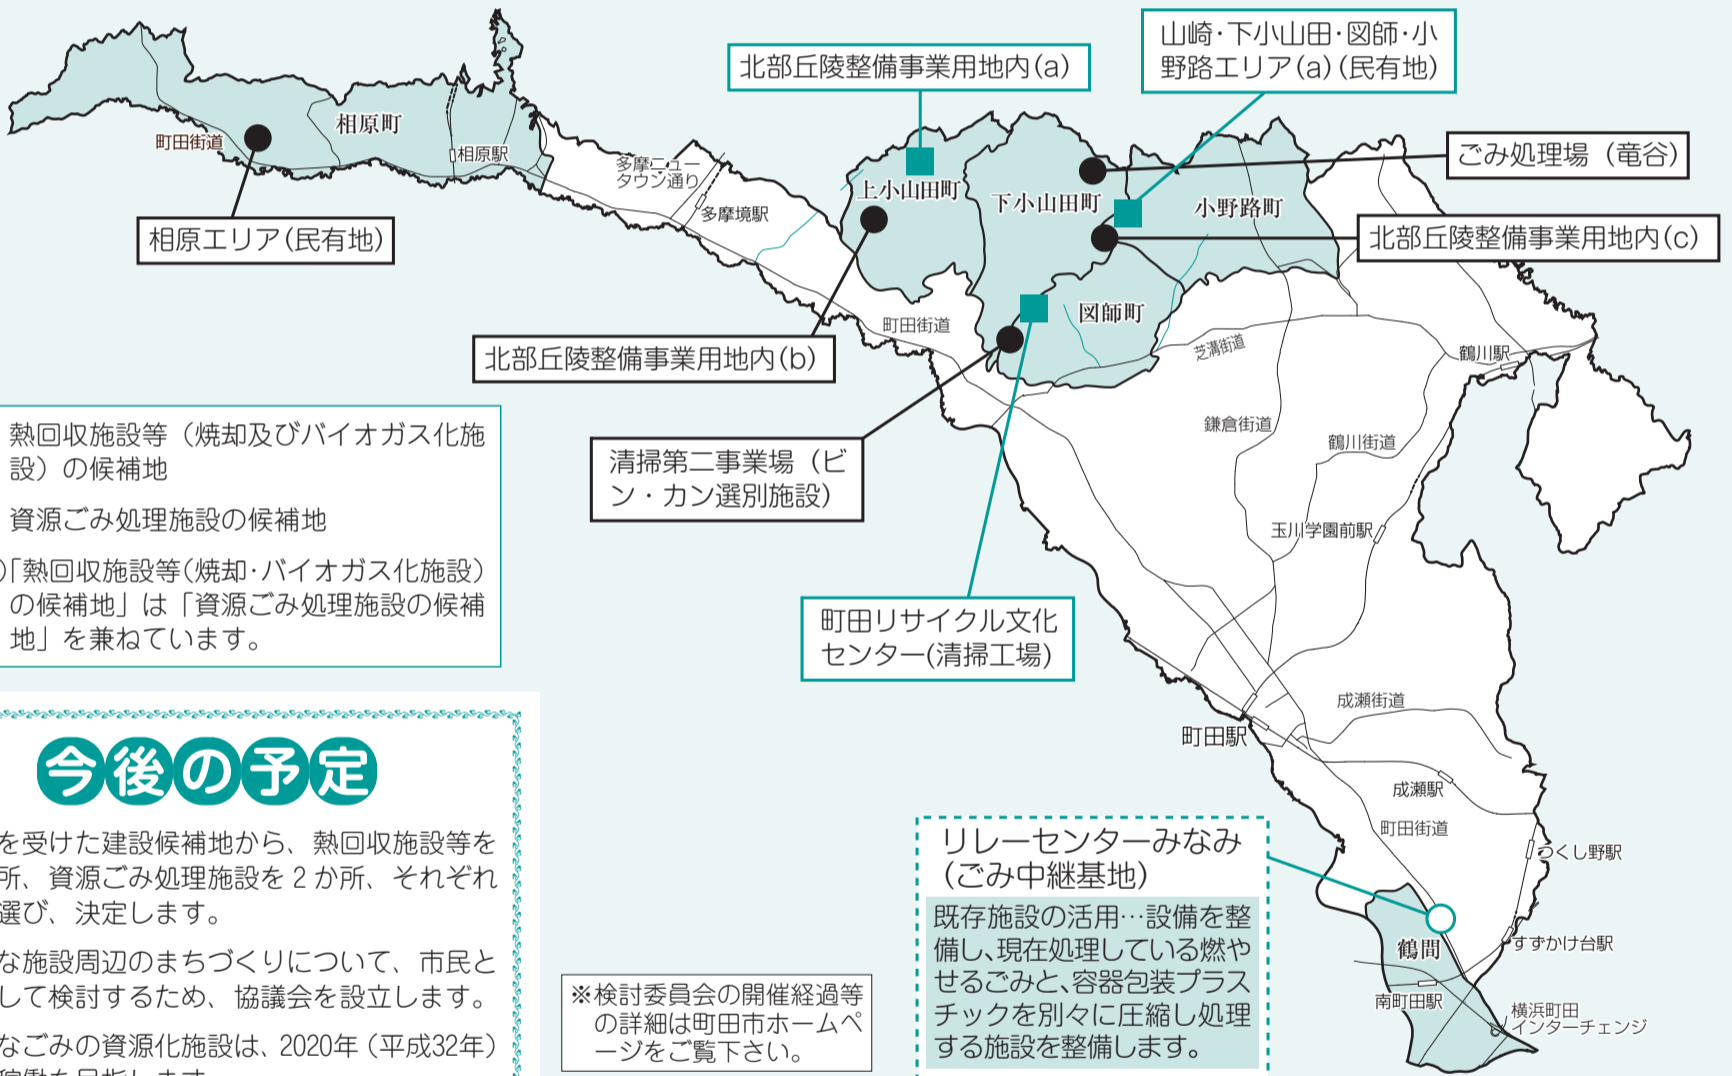 北部丘陵整備事業用地内(a)
山崎・下小山田・図師・小
野路エリア(a)(民有地)
ごみ処理場（竜谷）
北部丘陵整備事業用地内(c)
相原エリア(民有地)
北部丘陵整備事業用地内(b)
清掃第二事業場（ビ
ン・カン選別施設）
町田リサイクル文化
センター(清掃工場)
町田街道
相原町
相原駅
多摩ニュー
タウン通り
多摩境駅
上小山田町
下小山田町
小野路町
図師町
町田街道
芝溝街道
鶴川駅
鎌倉街道
鶴川街道
玉川学園前駅
成瀬街道
町田駅
成瀬駅
町田街道
つくし野駅
すずかけ台駅
鶴間
南町田駅
横浜町田
インターチェンジ
熱回収施設等（焼却及びバイオガス化施
設）の候補地
資源ごみ処理施設の候補地
)「熱回収施設等(焼却・バイオガス化施設)
の候補地」は「資源ごみ処理施設の候補
地」を兼ねています。
今後の予定
を受けた建設候補地から、熱回収施設等を
所、資源ごみ処理施設を2か所、それぞれ
選び、決定します。
な施設周辺のまちづくりについて、市民と
して検討するため、協議会を設立します。
なごみの資源化施設は、2020年（平成32年）
稼働を目指します。
※検討委員会の開催経過等
の詳細は町田市ホームペ
ージをご覧下さい。
リレーセンターみなみ
(ごみ中継基地)
既存施設の活用…設備を整
備し、現在処理している燃や
せるごみと、容器包装プラス
チックを別々に圧縮し処理
する施設を整備します。